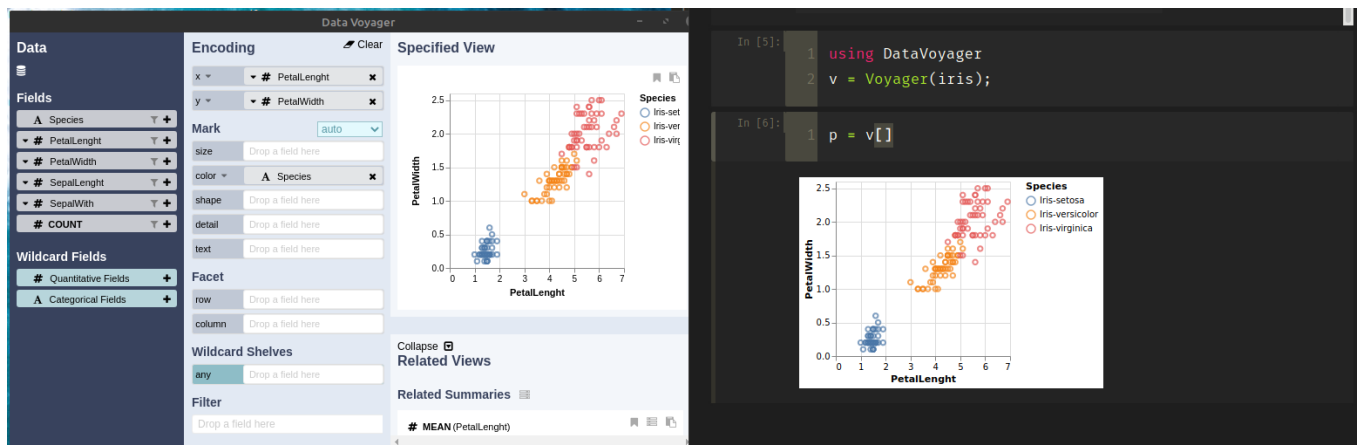 Data Voyager
Data
Fields
A Species
# PetalLenght
# PetalWidth
# SepalLenght
# SepalWith
# COUNT
Wildcard Fields
# Quantitative Fields
A Categorical Fields
Encoding
Clear
x # PetalLenght
y # PetalWidth
Mark
auto
size Drop a field here
color A Species
shape Drop a field here
detail Drop a field here
text Drop a field here
Facet
row Drop a field here
column Drop a field here
Wildcard Shelves
any Drop a field here
Filter
Drop a field here
Specified View
2.5
2.0
1.5
1.0
0.5
0.0
PetalWidth
0 1 2 3 4 5 6 7
PetalLenght
Species
Iris-set
Iris-ver
Iris-virg
Collapse
Related Views
Related Summaries
# MEAN (PetalLenght)
In [5]:
1 using DataVoyager
2 v = Voyager(iris);
In [6]:
1 p = v[]
2.5
2.0
1.5
1.0
0.5
0.0
PetalWidth
0 1 2 3 4 5 6 7
PetalLenght
Species
Iris-setosa
Iris-versicolor
Iris-virginica